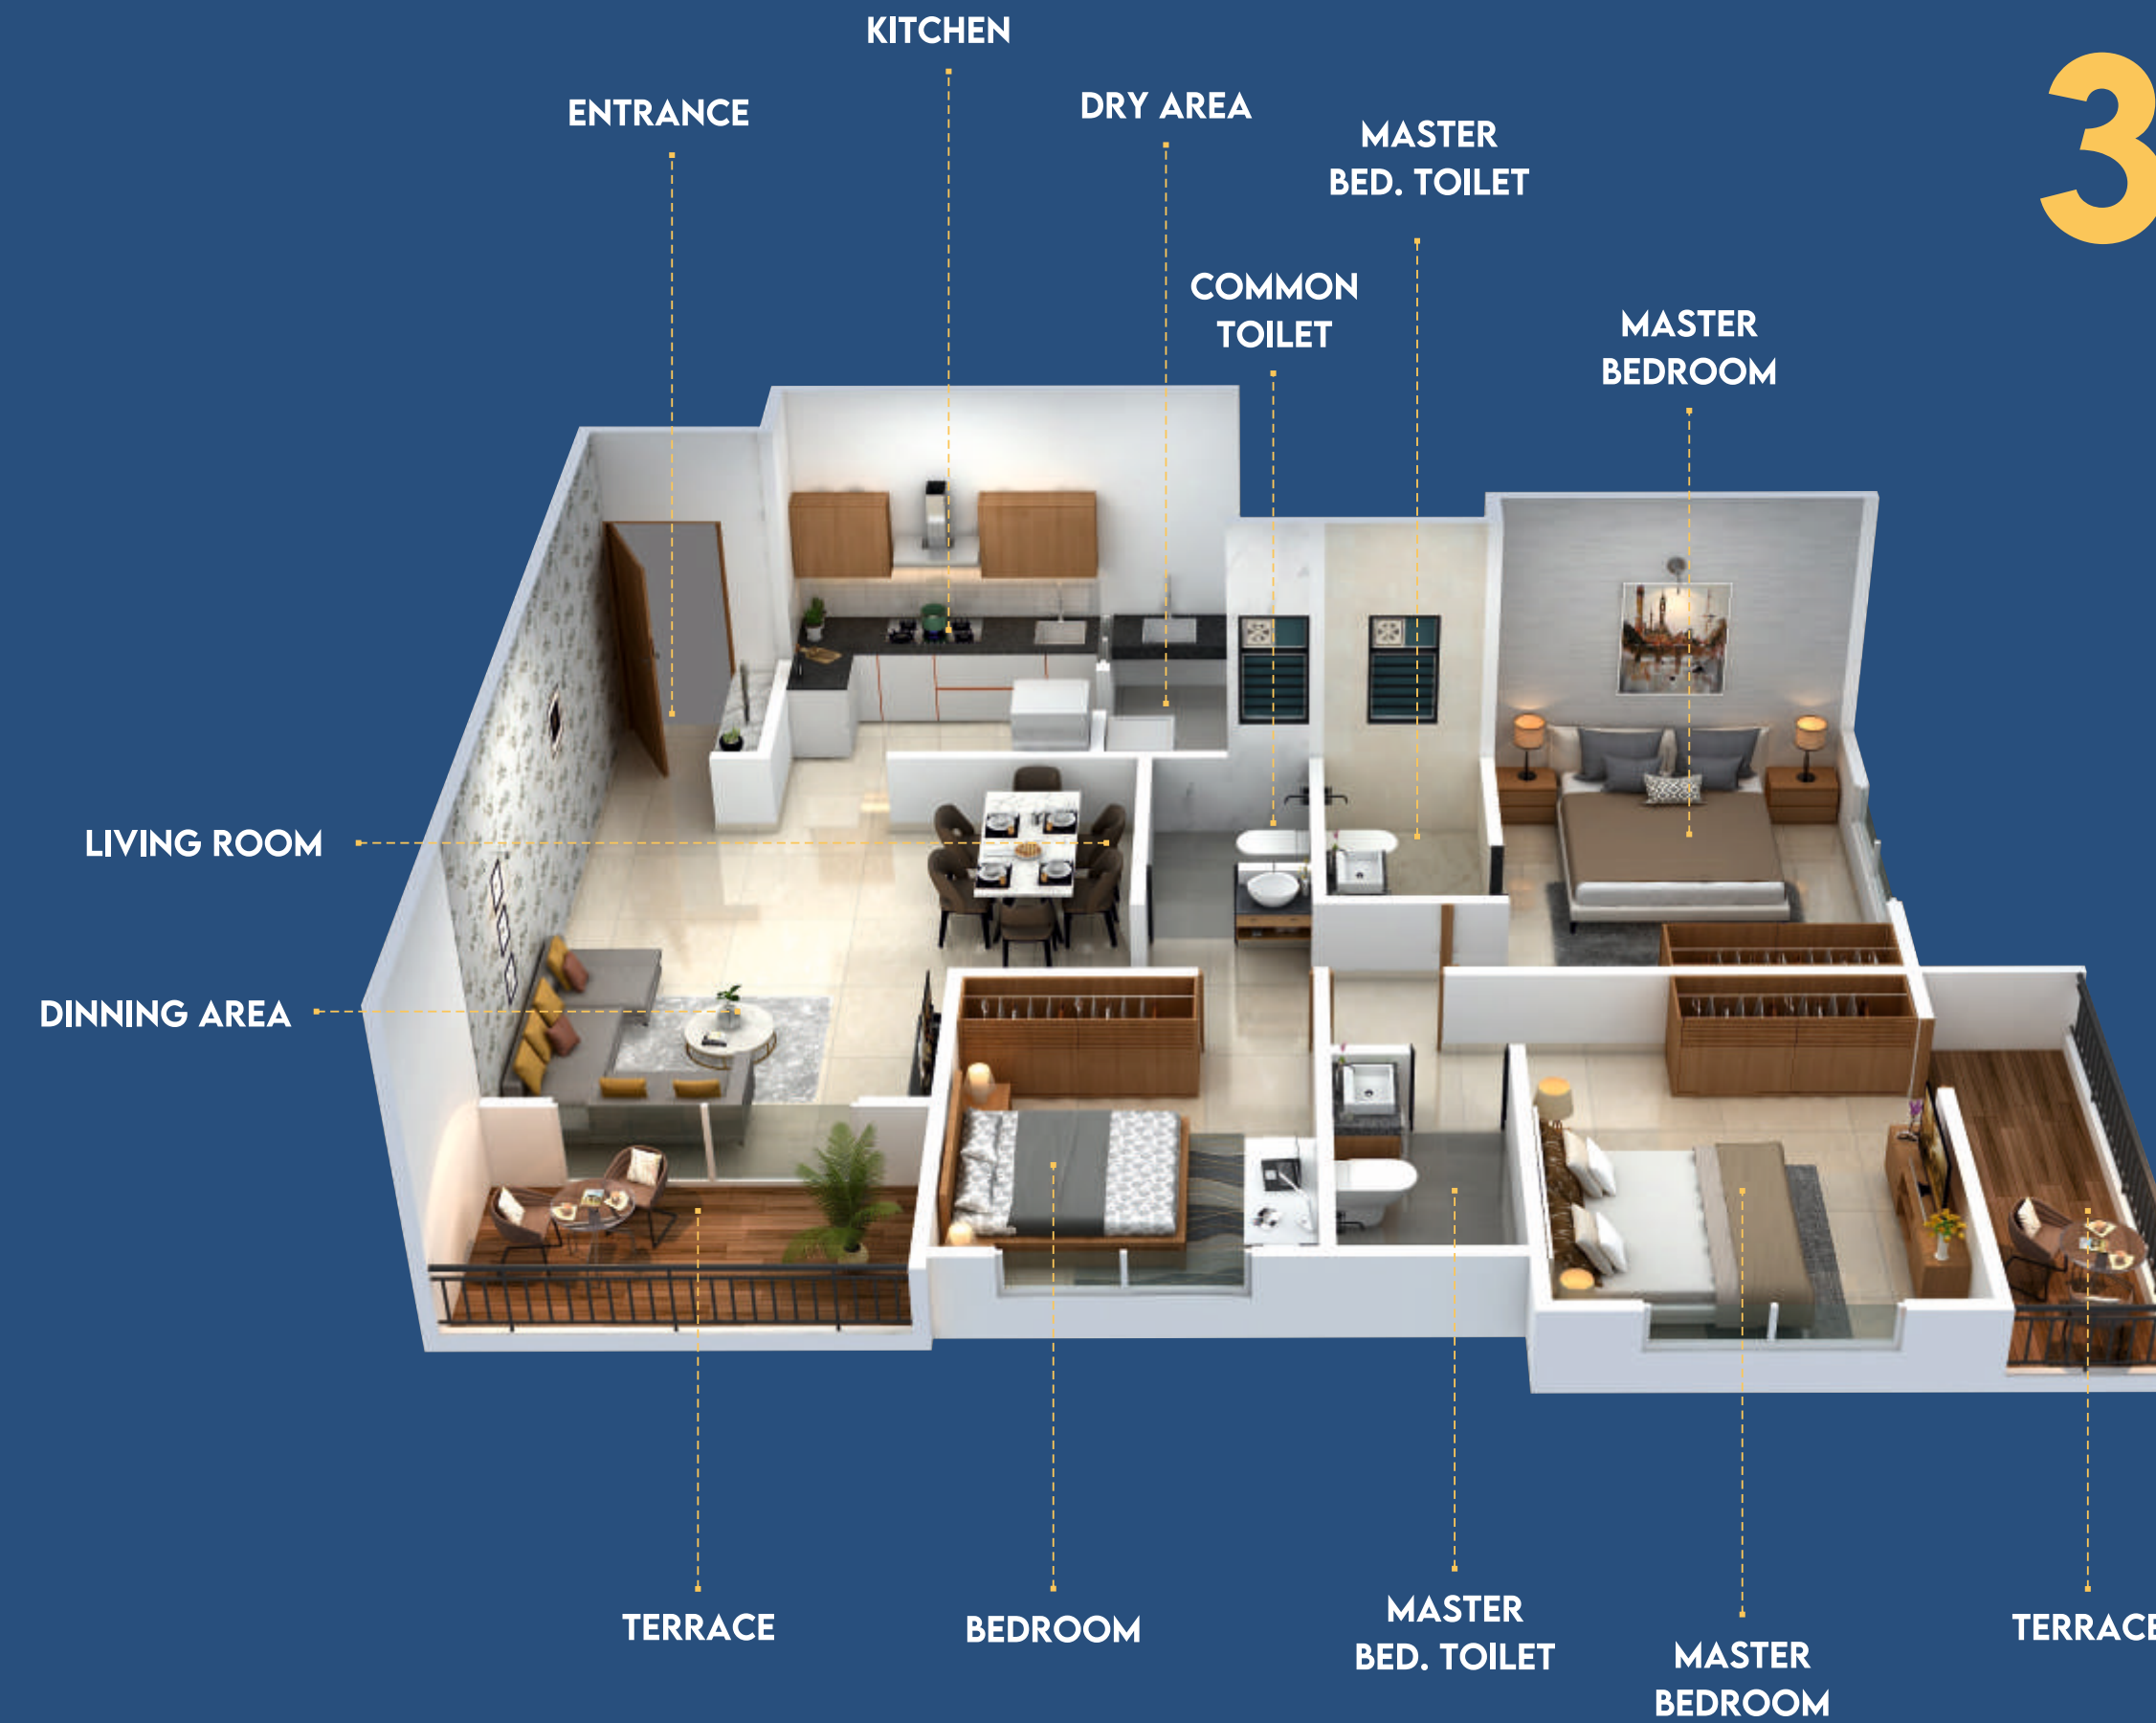 KITCHEN
3
ENTRANCE
DRY AREA
MASTER
BED. TOILET
COMMON
TOILET
MASTER
BEDROOM
LIVING ROOM
DINNING AREA
TERRACE
BEDROOM
MASTER
BED. TOILET
MASTER
BEDROOM
TERRACE